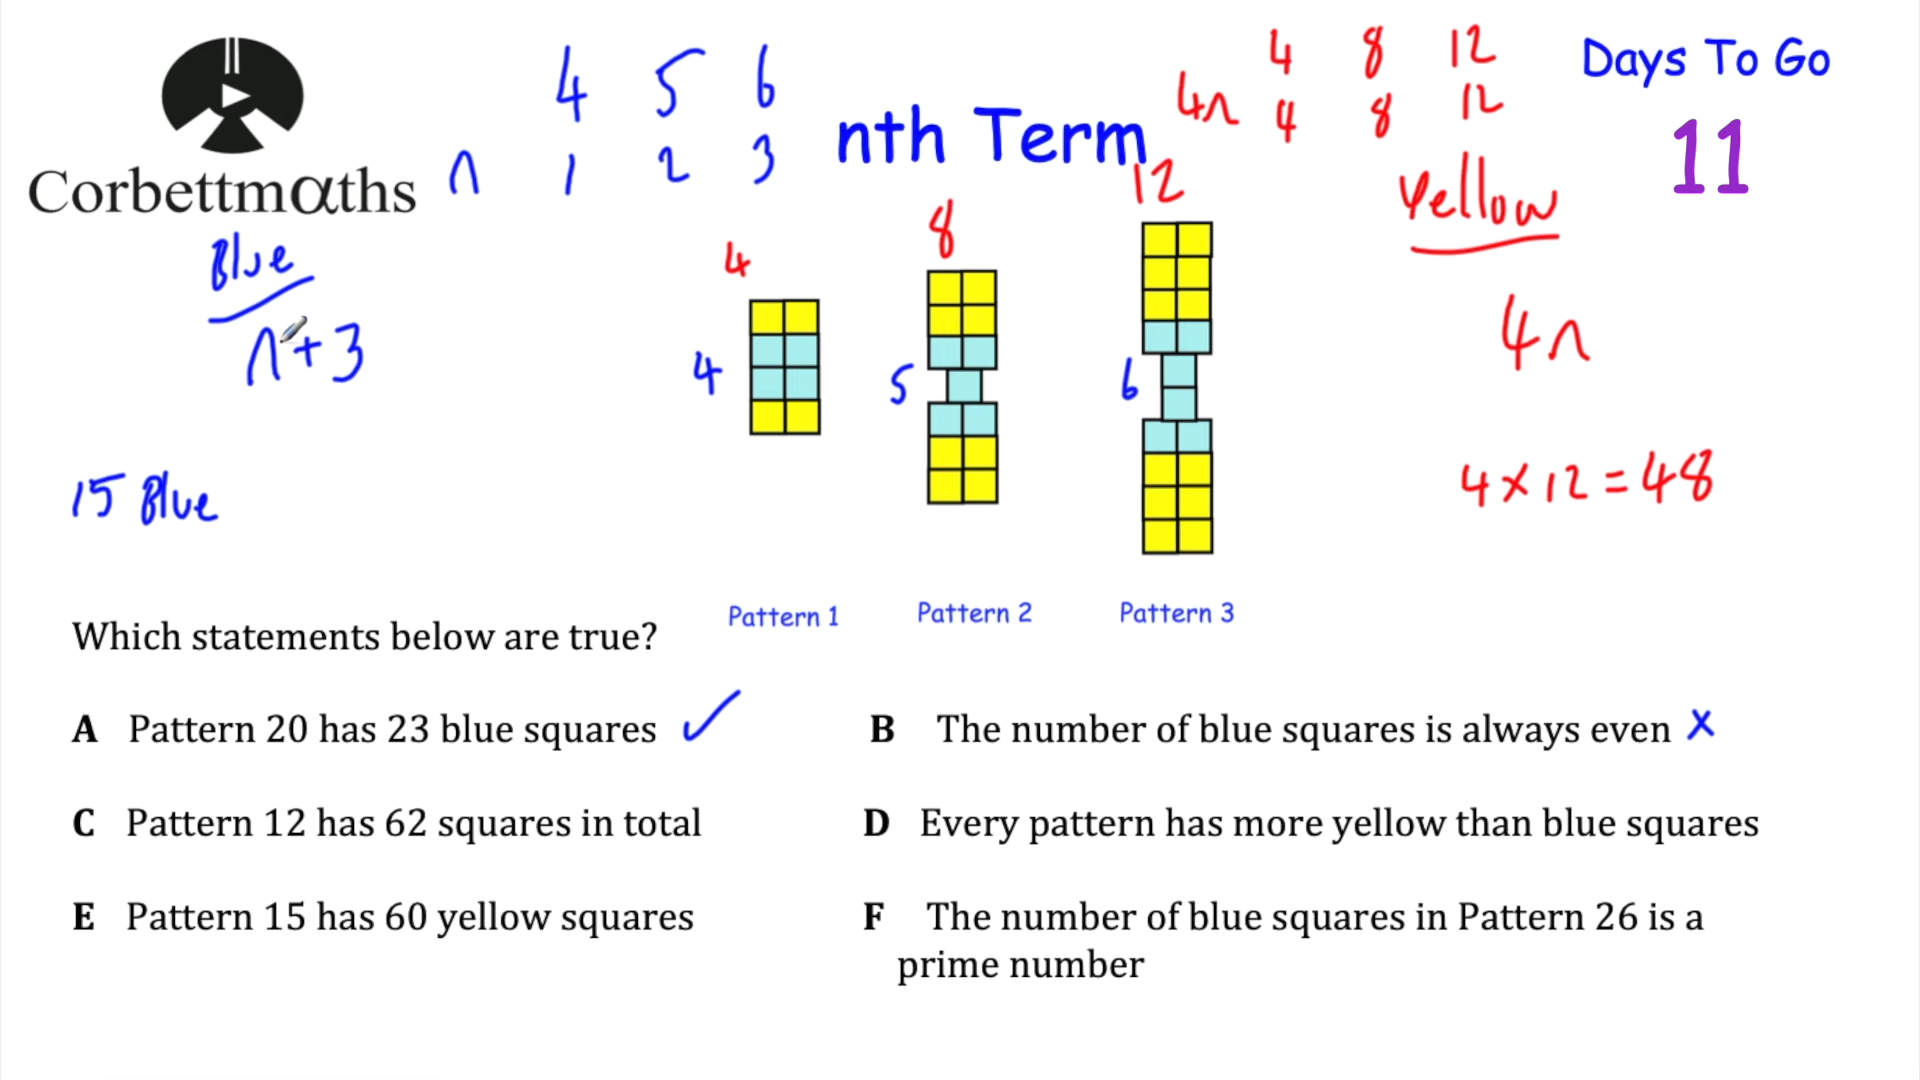 4 5 6
4 8 12
Days To Go
4n 4 8 12
nth Term
11
n 1 2 3
Corbettmαths
12
Yellow
8
Blue
4
n+3
4n
4
5
6
15 Blue
4 × 12 = 48
Pattern 1
Pattern 2
Pattern 3
Which statements below are true?
A Pattern 20 has 23 blue squares ✓
B The number of blue squares is always even x
C Pattern 12 has 62 squares in total
D Every pattern has more yellow than blue squares
E Pattern 15 has 60 yellow squares
F The number of blue squares in Pattern 26 is a
prime number